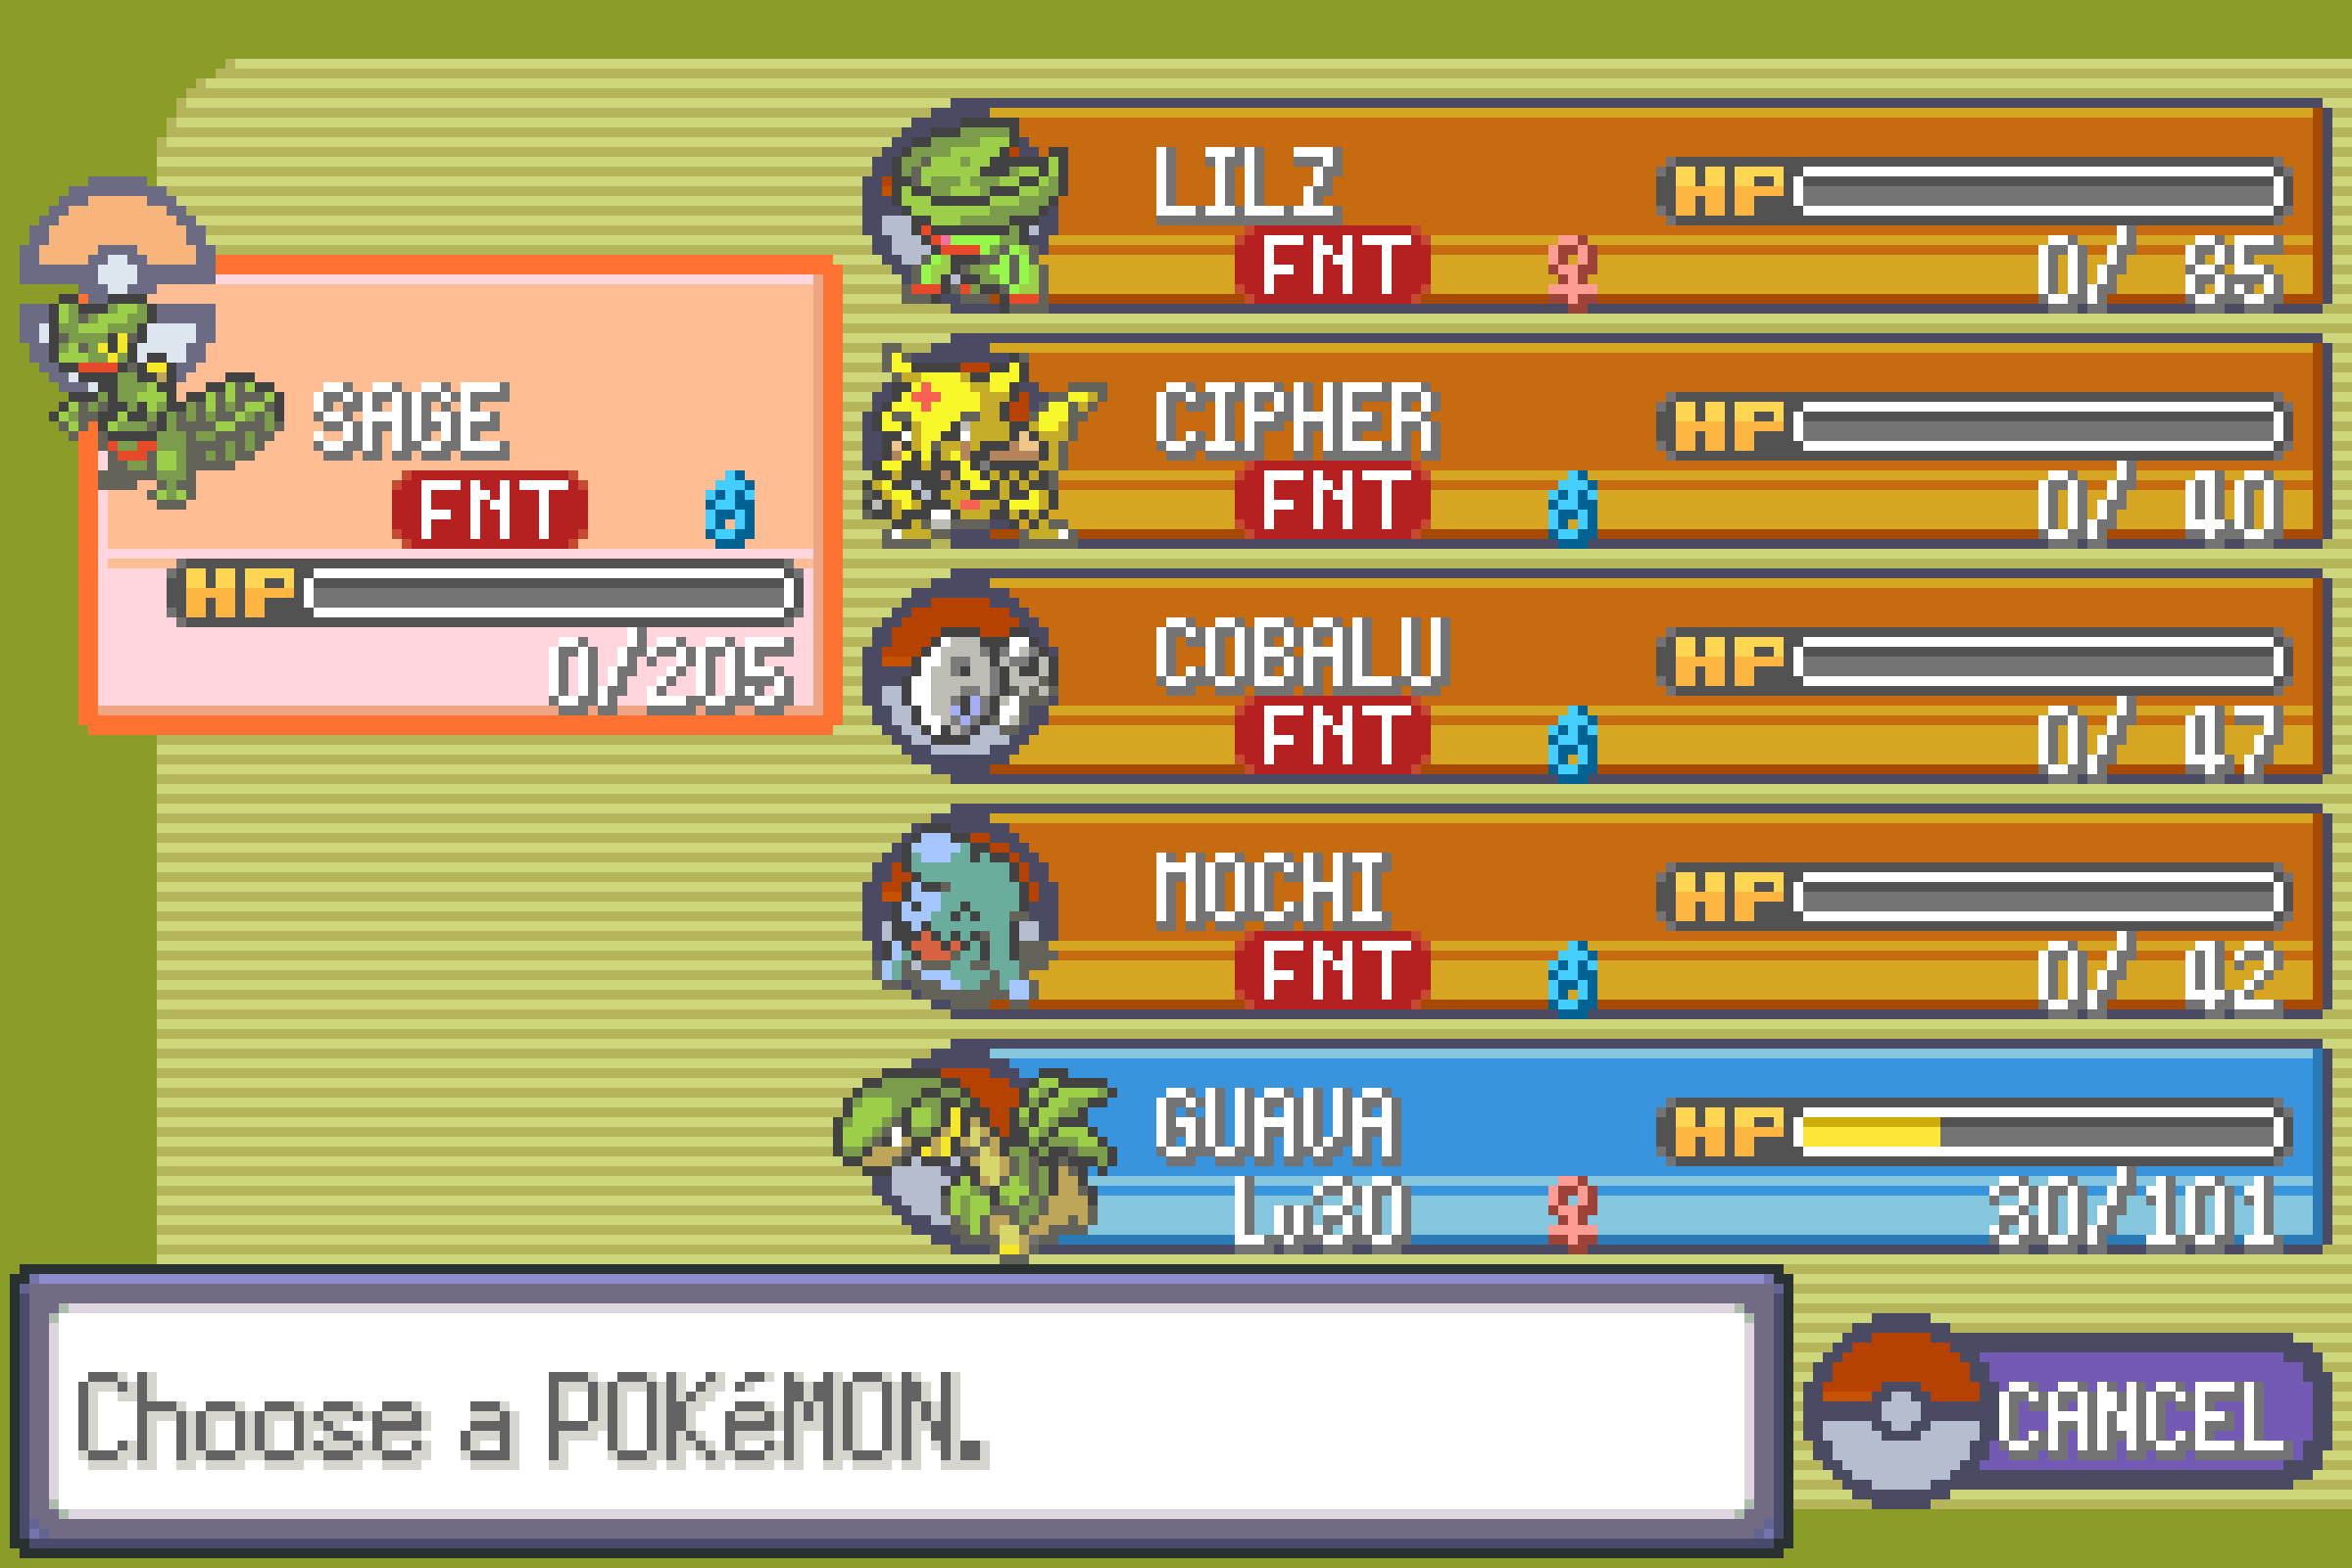 SAGE
FNT ♂
HP
0/205
LILZ
HP
FNT ♀
0/ 85
CIPHER
HP
FNT ♂
0/ 40
COBALU
HP
FNT ♂
0/ 47
MOCHI
HP
FNT ♂
0/ 42
GUAVA
HP
Lv30 ♀
30/101
Choose a POKéMON.
CANCEL